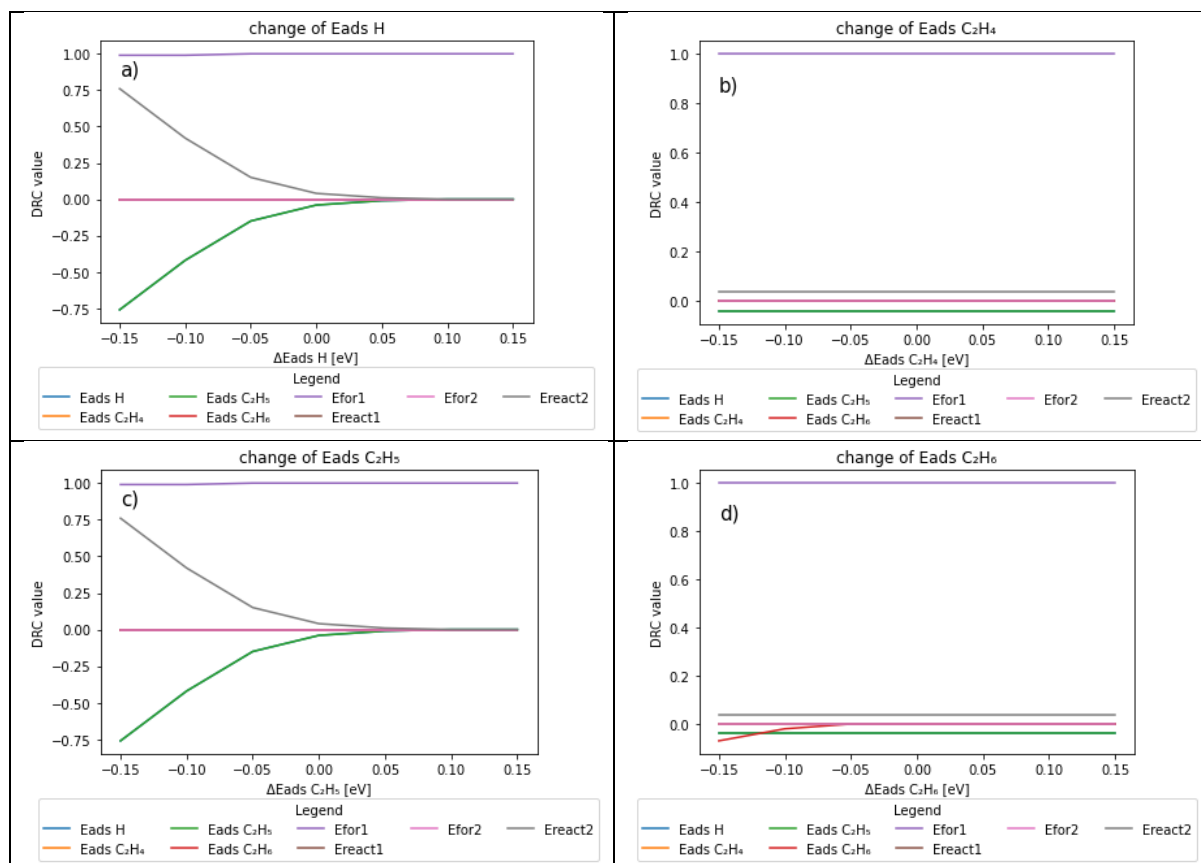 change of Eads H
a)
1.00
0.75
0.50
0.25
0.00
−0.25
−0.50
−0.75
DRC value
−0.15 −0.10 −0.05 0.00 0.05 0.10 0.15
ΔEads H [eV]
Legend
Eads H Eads C₂H₅ Efor1 Efor2 Ereact2
Eads C₂H₄ Eads C₂H₆ Ereact1
change of Eads C₂H₄
b)
1.0
0.8
0.6
0.4
0.2
0.0
DRC value
−0.15 −0.10 −0.05 0.00 0.05 0.10 0.15
ΔEads C₂H₄ [eV]
Legend
Eads H Eads C₂H₅ Efor1 Efor2 Ereact2
Eads C₂H₄ Eads C₂H₆ Ereact1
change of Eads C₂H₅
c)
1.00
0.75
0.50
0.25
0.00
−0.25
−0.50
−0.75
DRC value
−0.15 −0.10 −0.05 0.00 0.05 0.10 0.15
ΔEads C₂H₅ [eV]
Legend
Eads H Eads C₂H₅ Efor1 Efor2 Ereact2
Eads C₂H₄ Eads C₂H₆ Ereact1
change of Eads C₂H₆
d)
1.0
0.8
0.6
0.4
0.2
0.0
DRC value
−0.15 −0.10 −0.05 0.00 0.05 0.10 0.15
ΔEads C₂H₆ [eV]
Legend
Eads H Eads C₂H₅ Efor1 Efor2 Ereact2
Eads C₂H₄ Eads C₂H₆ Ereact1